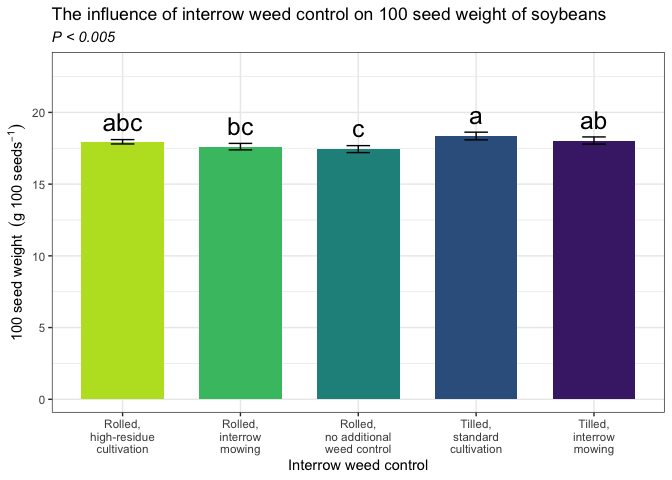 The influence of interrow weed control on 100 seed weight of soybeans
P < 0.005
100 seed weight (g 100 seeds⁻¹)
20
15
10
5
0
abc
bc
c
a
ab
Rolled,
high-residue
cultivation
Rolled,
interrow
mowing
Rolled,
no additional
weed control
Tilled,
standard
cultivation
Tilled,
interrow
mowing
Interrow weed control